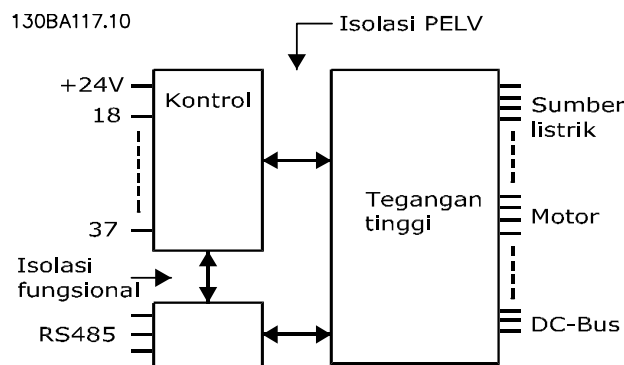 130BA117.10
Isolasi PELV
+24V
18
37
Kontrol
Tegangan
tinggi
Sumber
listrik
Motor
DC-Bus
Isolasi
fungsional
RS485